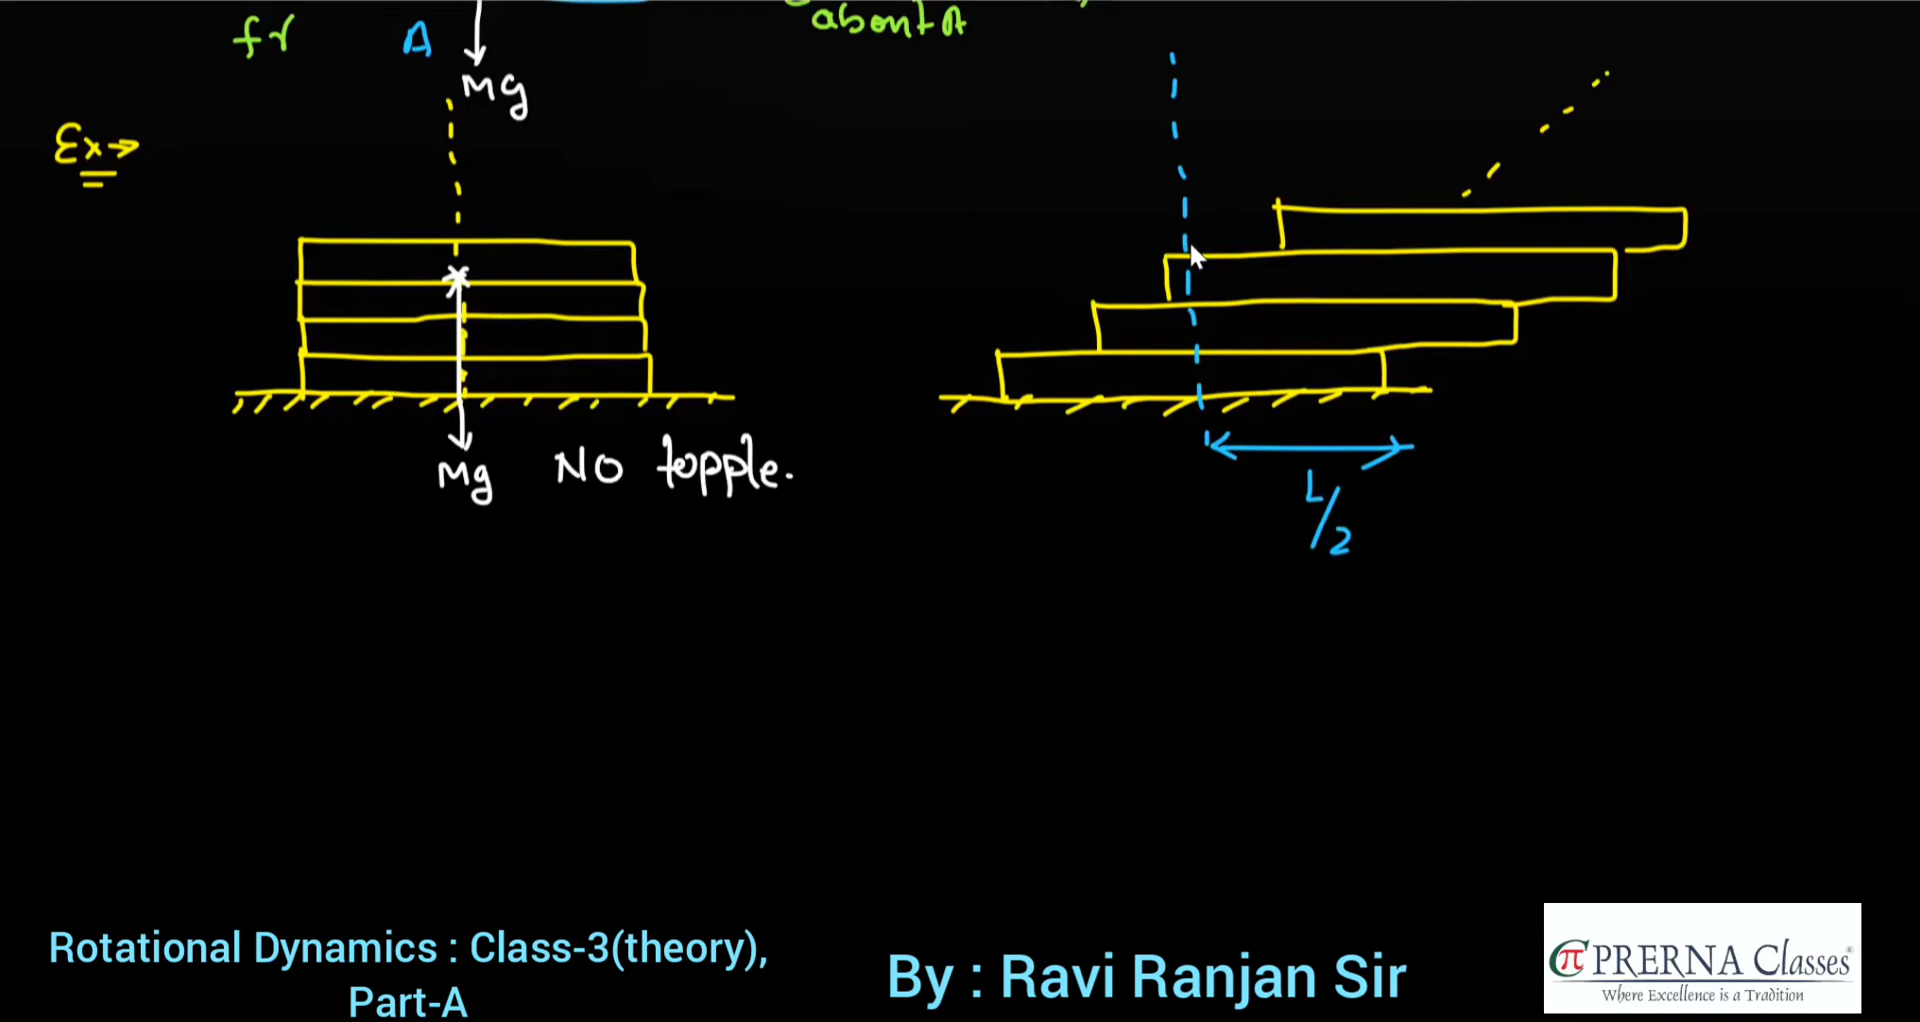 fr A
about A
Mg
Ex→
Mg NO topple.
L/2
Rotational Dynamics : Class-3(theory),
Part-A
By : Ravi Ranjan Sir
π PRERNA Classes®
Where Excellence is a Tradition